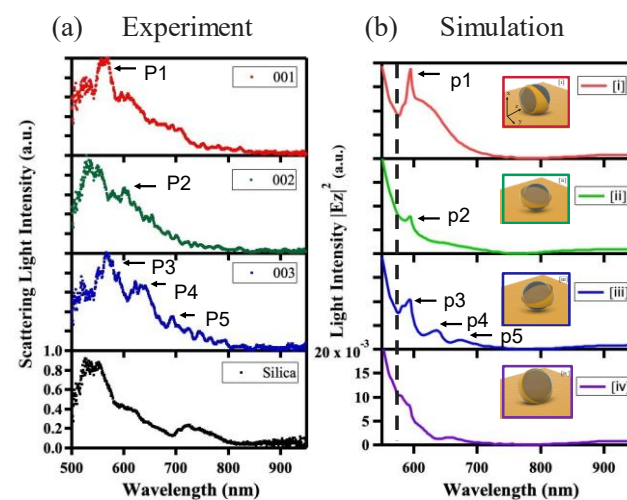 (a) Experiment
(b) Simulation
Scattering Light Intensity (a.u.)
P1
001
P2
002
P3
P4
P5
003
1.0
0.8
0.6
0.4
0.2
0.0
Silica
500 600 700 800 900
Wavelength (nm)
Light Intensity |Ez|² (a.u.)
p1
[i]
x
z
y
p2
[ii]
p3
p4
p5
[iii]
20 × 10⁻³
15
10
5
0
[iv]
600 700 800 900
Wavelength (nm)